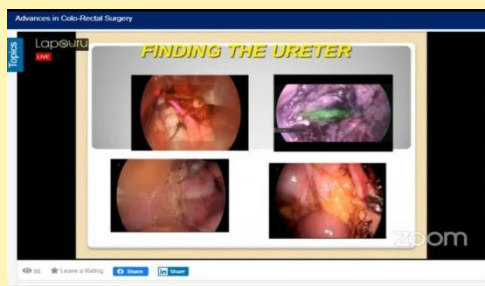 Advances in Colo-Rectal Surgery
Topics
LapGuru
LIVE
FINDING THE URETER
zoom
Leave a Rating
Share
Share